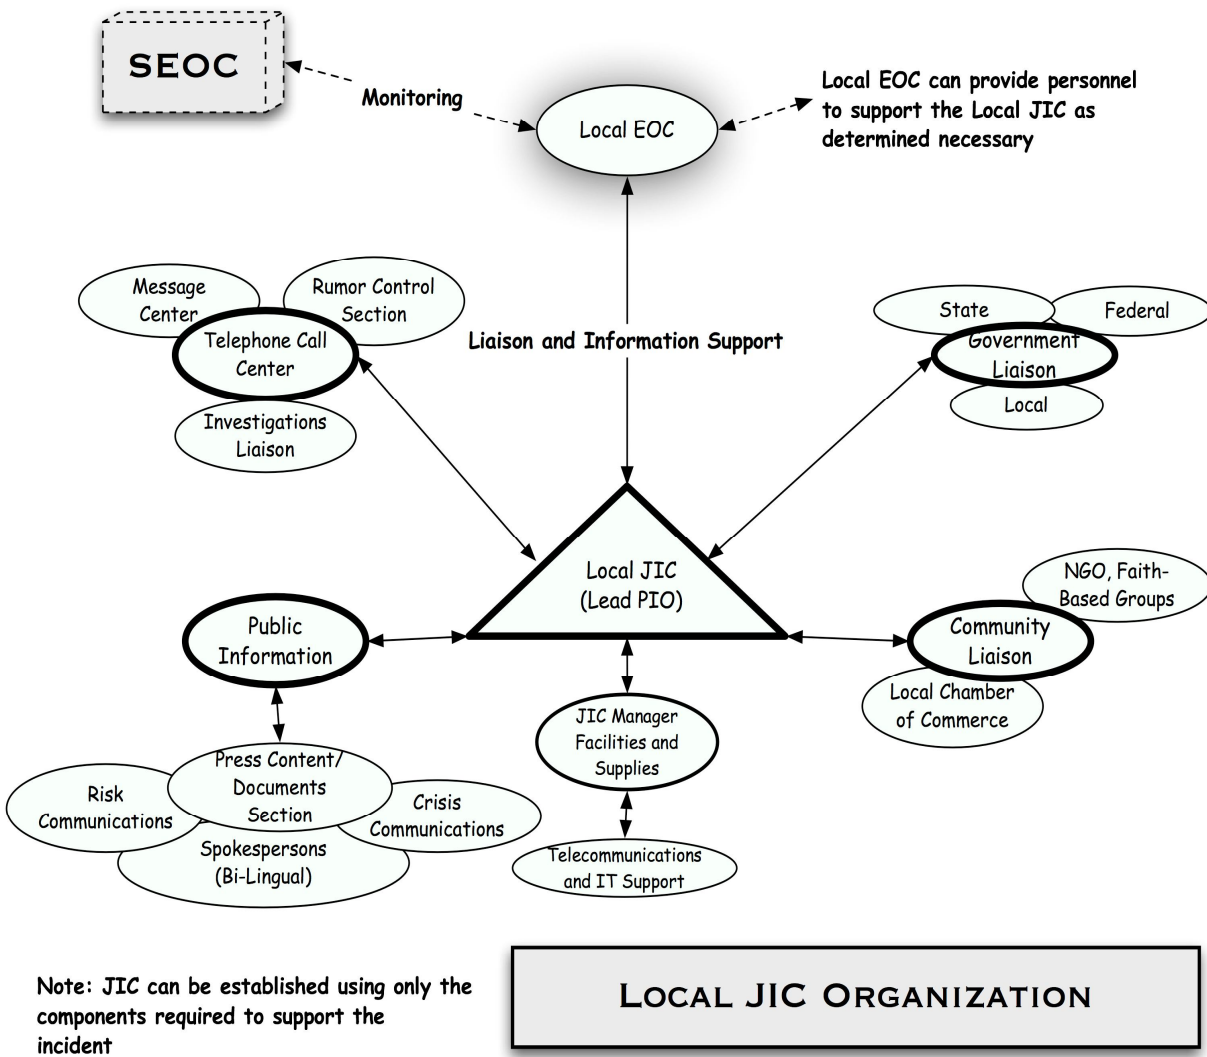 SEOC
Monitoring
Local EOC
Local EOC can provide personnel
to support the Local JIC as
determined necessary
Message
Center
Rumor Control
Section
Telephone Call
Center
Investigations
Liaison
Liaison and Information Support
State
Federal
Government
Liaison
Local
Local JIC
(Lead PIO)
Public
Information
NGO, Faith-
Based Groups
Community
Liaison
Local Chamber
of Commerce
JIC Manager
Facilities and
Supplies
Press Content/
Documents
Section
Risk
Communications
Crisis
Communications
Spokespersons
(Bi-Lingual)
Telecommunications
and IT Support
Note: JIC can be established using only the
components required to support the
incident
LOCAL JIC ORGANIZATION